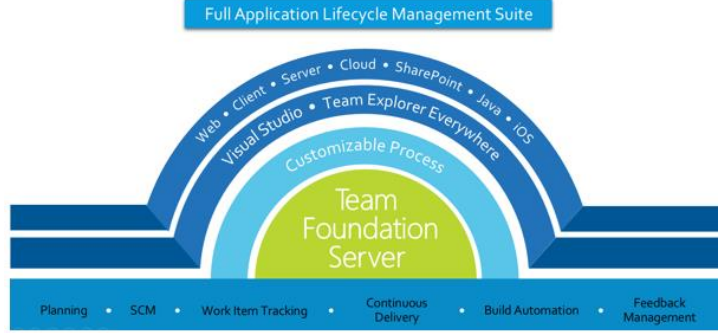 Full Application Lifecycle Management Suite
Web • Client • Server • Cloud • SharePoint • Java • iOS
Visual Studio • Team Explorer Everywhere
Customizable Process
Team
Foundation
Server
Planning • SCM • Work Item Tracking • Continuous Delivery • Build Automation • Feedback Management